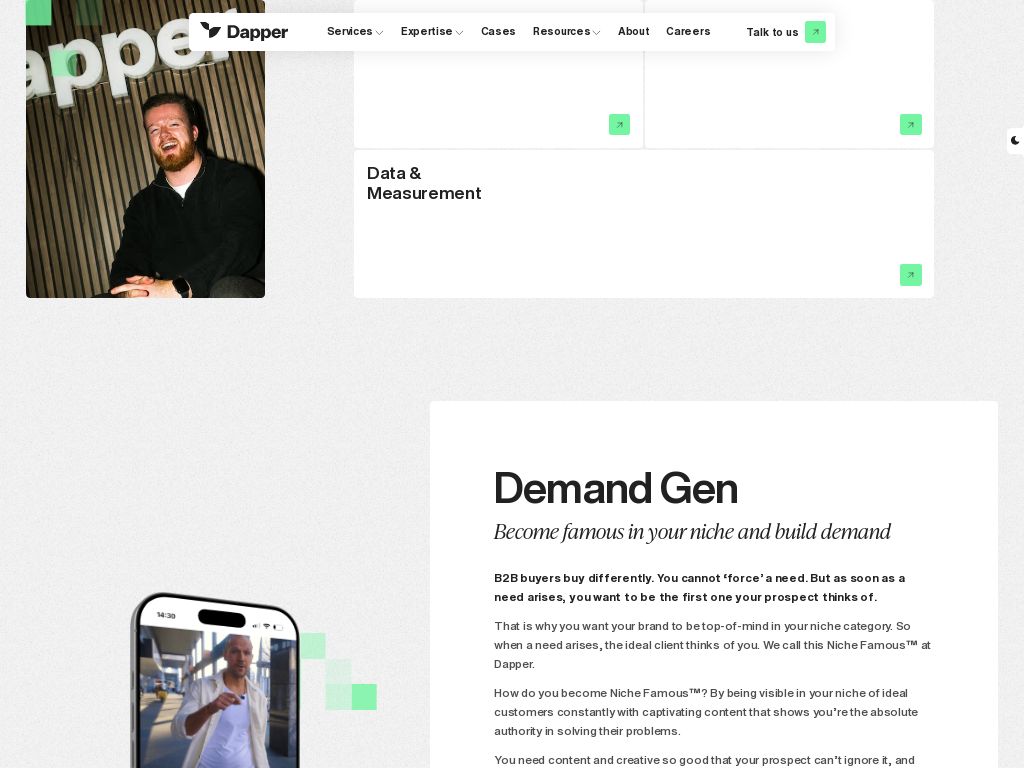 Dapper
Services
Expertise
Cases
Resources
About
Careers
Talk to us
apper
Data &
Measurement
Demand Gen
Become famous in your niche and build demand
B2B buyers buy differently. You cannot ‘force’ a need. But as soon as a
need arises, you want to be the first one your prospect thinks of.
That is why you want your brand to be top-of-mind in your niche category. So
when a need arises, the ideal client thinks of you. We call this Niche Famous™ at
Dapper.
How do you become Niche Famous™? By being visible in your niche of ideal
customers constantly with captivating content that shows you’re the absolute
authority in solving their problems.
You need content and creative so good that your prospect can’t ignore it, and
14:30